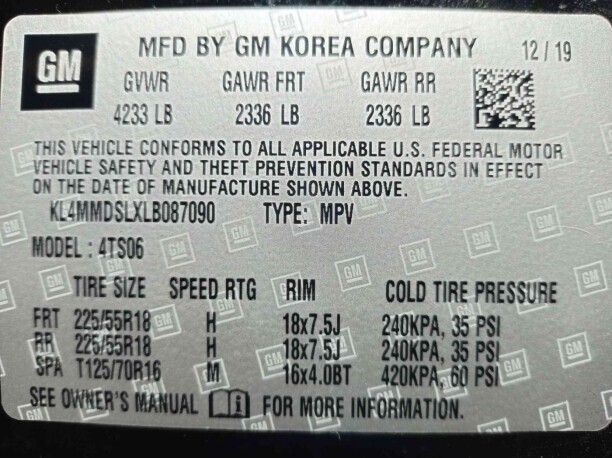 GM MFD BY GM KOREA COMPANY 12/19
GVWR GAWR FRT GAWR RR
4233 LB 2336 LB 2336 LB
THIS VEHICLE CONFORMS TO ALL APPLICABLE U.S. FEDERAL MOTOR
VEHICLE SAFETY AND THEFT PREVENTION STANDARDS IN EFFECT
ON THE DATE OF MANUFACTURE SHOWN ABOVE.
KL4MMDSLXLB087090 TYPE: MPV
MODEL: 4TS06
TIRE SIZE SPEED RTG RIM COLD TIRE PRESSURE
FRT 225/55R18 H 18x7.5J 240KPA, 35 PSI
RR 225/55R18 H 18x7.5J 240KPA, 35 PSI
SPA T125/70R16 M 16x4.0BT 420KPA, 60 PSI
SEE OWNER'S MANUAL i FOR MORE INFORMATION.